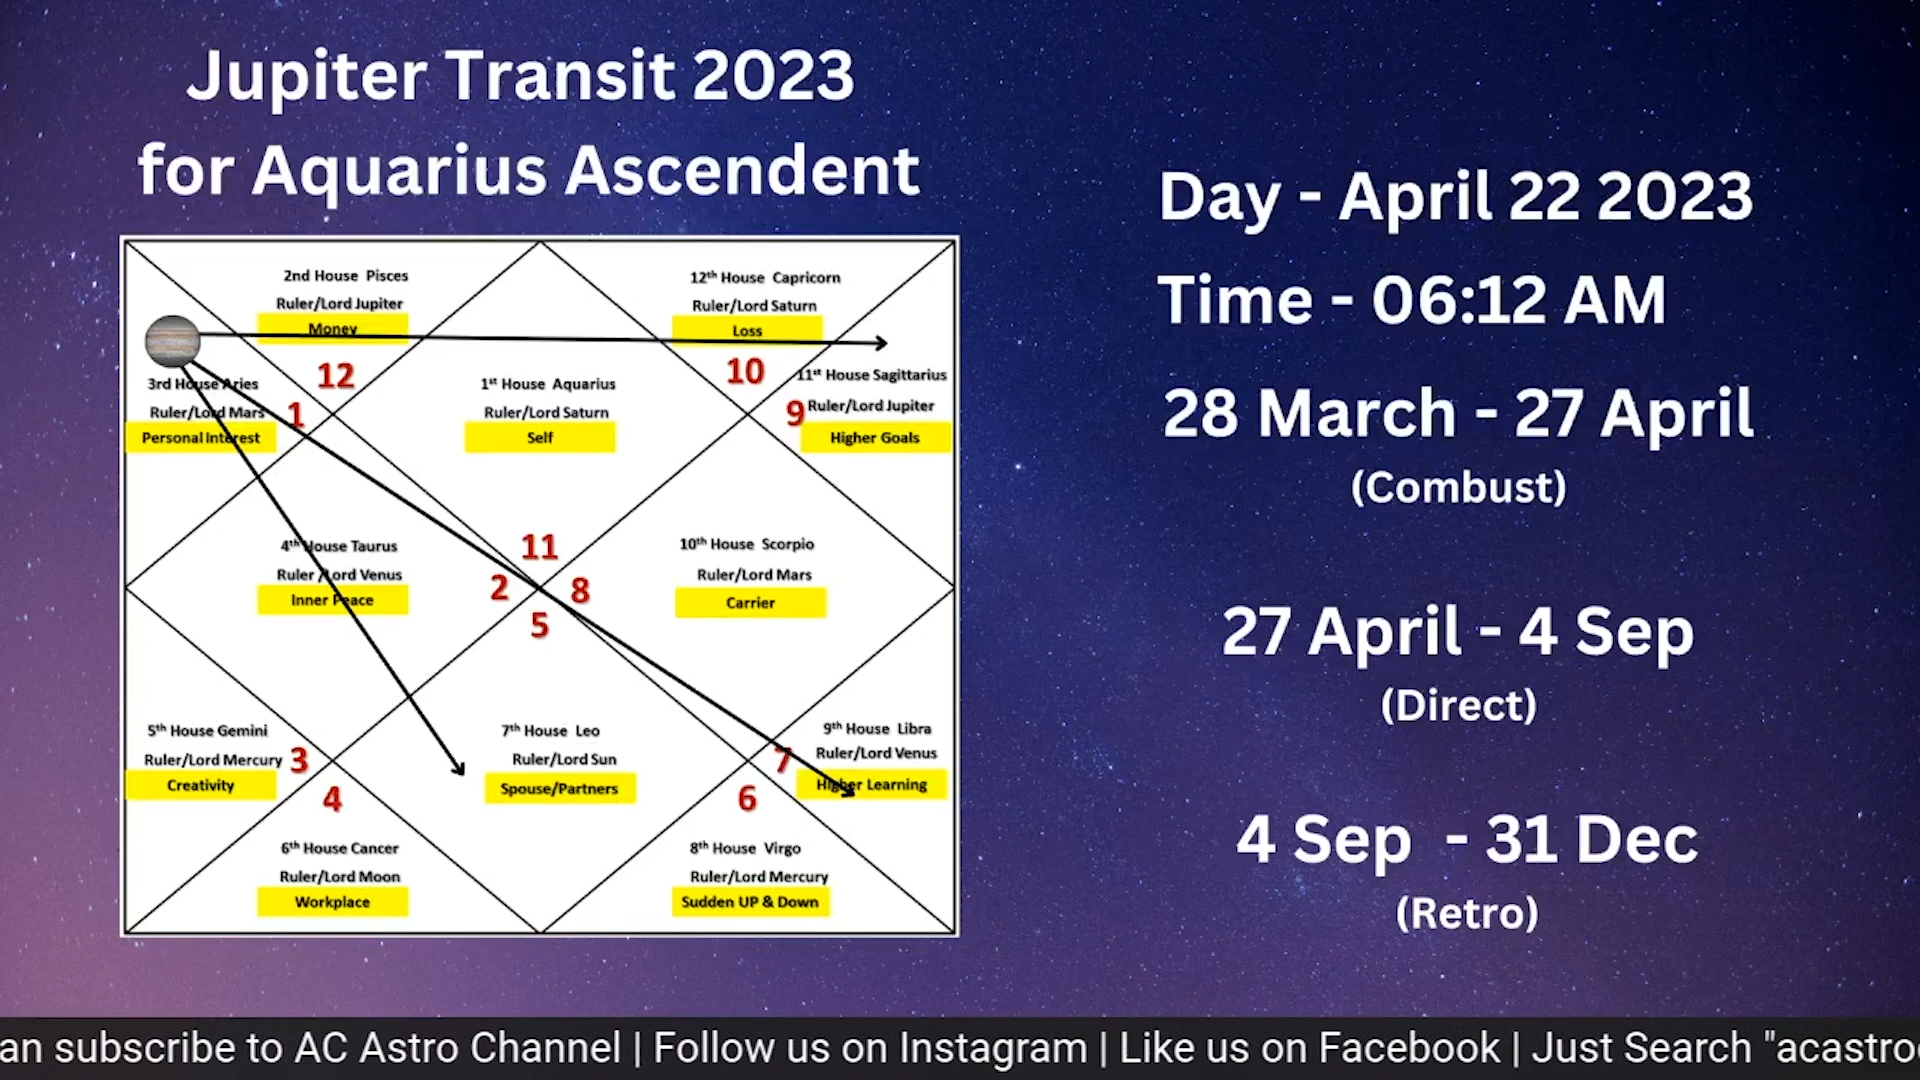 Jupiter Transit 2023
for Aquarius Ascendent
2nd House Pisces
Ruler/Lord Jupiter
Money
12
12th House Capricorn
Ruler/Lord Saturn
Loss
10
3rd House Aries
Ruler/Lord Mars
Personal Interest
1
1st House Aquarius
Ruler/Lord Saturn
Self
11st House Sagittarius
Ruler/Lord Jupiter
Higher Goals
9
4th House Taurus
Ruler /Lord Venus
Inner Peace
11
2
8
5
10th House Scorpio
Ruler/Lord Mars
Carrier
5th House Gemini
Ruler/Lord Mercury
Creativity
3
4
7th House Leo
Ruler/Lord Sun
Spouse/Partners
9th House Libra
Ruler/Lord Venus
Higher Learning
7
6
6th House Cancer
Ruler/Lord Moon
Workplace
8th House Virgo
Ruler/Lord Mercury
Sudden UP & Down
Day - April 22 2023
Time - 06:12 AM
28 March - 27 April
(Combust)
27 April - 4 Sep
(Direct)
4 Sep - 31 Dec
(Retro)
an subscribe to AC Astro Channel | Follow us on Instagram | Like us on Facebook | Just Search "acastro